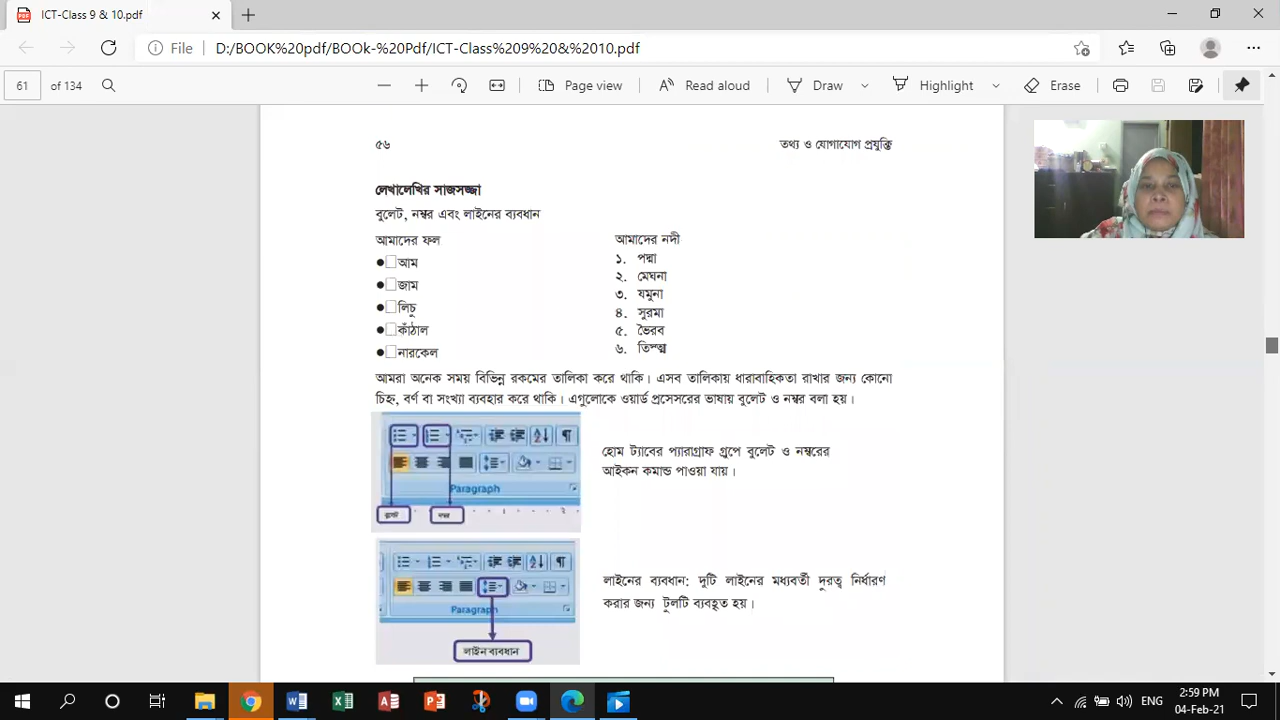 ICT-Class 9 & 10.pdf
File
D:/BOOK%20pdf/BOOk-%20Pdf/ICT-Class%209%20&%2010.pdf
61 of 134
Page view
Read aloud
Draw
Highlight
Erase
৫৬
তথ্য ও যোগাযোগ প্রযুক্তি
লেখালেখির সাজসজ্জা
বুলেট, নম্বর এবং লাইনের ব্যবধান
আমাদের ফল
● আম
● জাম
● লিচু
● কাঁঠাল
● নারকেল
আমাদের নদী
১. পদ্মা
২. মেঘনা
৩. যমুনা
৪. সুরমা
৫. ভৈরব
৬.
আমরা অনেক সময় বিভিন্ন রকমের তালিকা করে থাকি। এসব তালিকায় ধারাবাহিকতা রাখার জন্য কোনো
চিহ্ন, বর্ণ বা সংখ্যা ব্যবহার করে থাকি। এগুলোকে ওয়ার্ড প্রসেসরের ভাষায় বুলেট ও নম্বর বলা হয়।
Paragraph
বুলেট
নম্বর
হোম ট্যাবের প্যারাগ্রাফ গ্রুপে বুলেট ও নম্বরের
আইকন কমান্ড পাওয়া যায়।
Paragraph
লাইন ব্যবধান
লাইনের ব্যবধান: দুটি লাইনের মধ্যবর্তী দুরত্ব নির্ধারণ
করার জন্য টুলটি ব্যবহৃত হয়।
ENG
2:59 PM
04-Feb-21